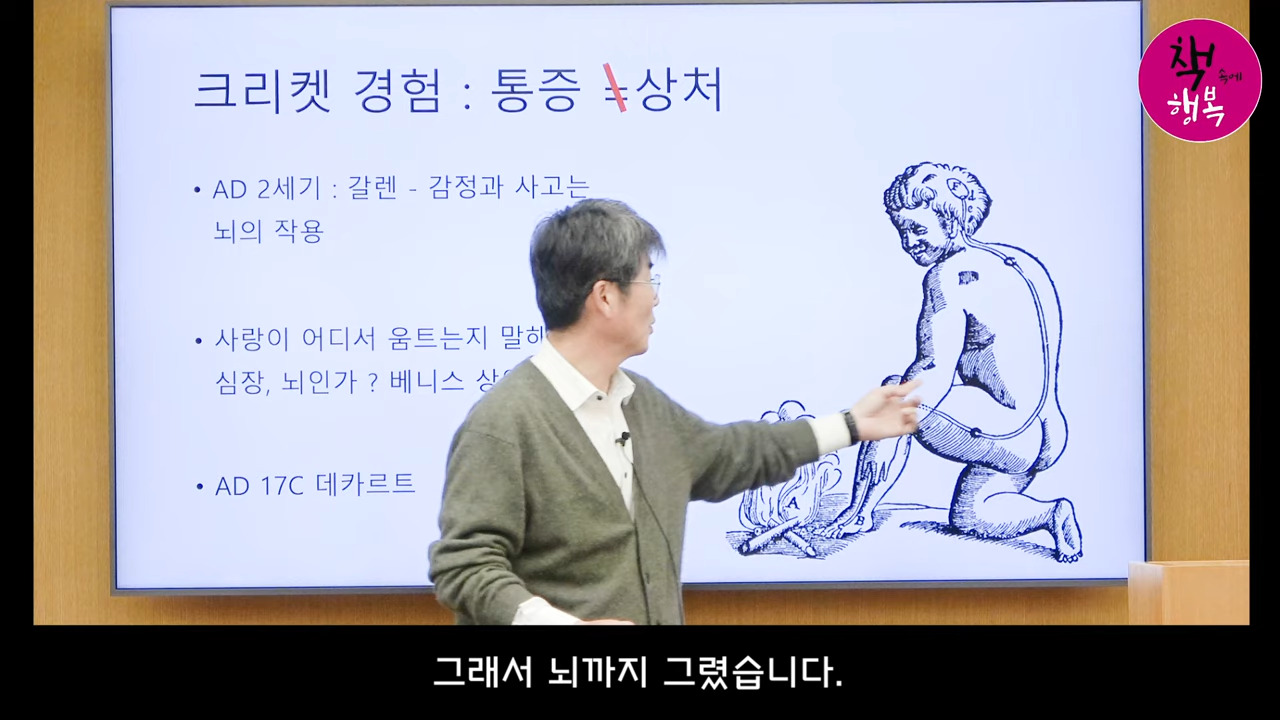 크리켓 경험 : 통증 ≠상처
책
속에
행복
• AD 2세기 : 갈렌 - 감정과 사고는
뇌의 작용
• 사랑이 어디서 움트는지 말해
심장, 뇌인가 ? 베니스
• AD 17C 데카르트
F
A
B
그래서 뇌까지 그렸습니다.